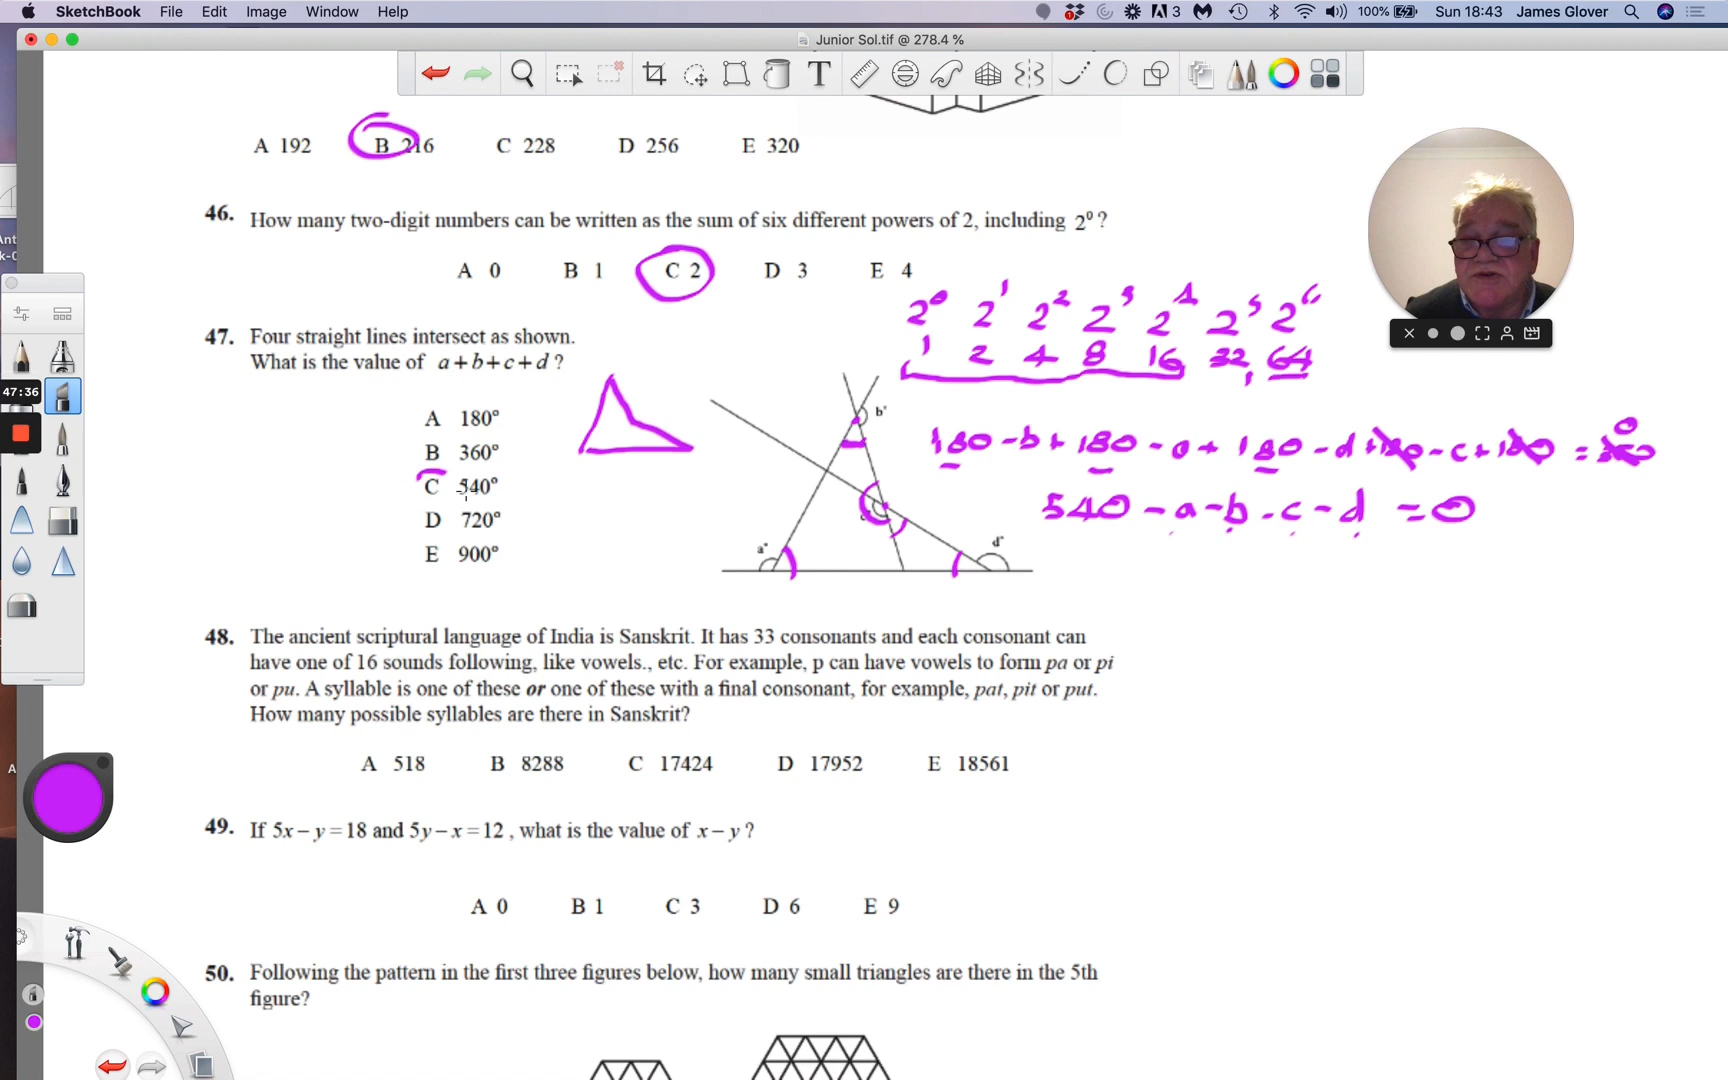 SketchBook File Edit Image Window Help 3 100% Sun 18:43 James Glover
Junior Sol.tif @ 278.4 %
T
A 192 B 216 C 228 D 256 E 320
46. How many two-digit numbers can be written as the sum of six different powers of 2, including 2⁰ ?
A 0 B 1 C 2 D 3 E 4
2⁰ 2¹ 2² 2³ 2⁴ 2⁵ 2⁶
1 2 4 8 16 32, 64
47. Four straight lines intersect as shown.
What is the value of a+b+c+d ?
47:36
A 180°
B 360°
C 540°
D 720°
E 900°
b°
a°
d°
180 - b + 180 - a + 180 - d + 180 - c + 180 = 360 0
540 - a - b - c - d = 0
48. The ancient scriptural language of India is Sanskrit. It has 33 consonants and each consonant can
have one of 16 sounds following, like vowels., etc. For example, p can have vowels to form pa or pi
or pu. A syllable is one of these or one of these with a final consonant, for example, pat, pit or put.
How many possible syllables are there in Sanskrit?
A 518 B 8288 C 17424 D 17952 E 18561
49. If 5x − y = 18 and 5y − x = 12 , what is the value of x − y ?
A 0 B 1 C 3 D 6 E 9
50. Following the pattern in the first three figures below, how many small triangles are there in the 5th
figure?